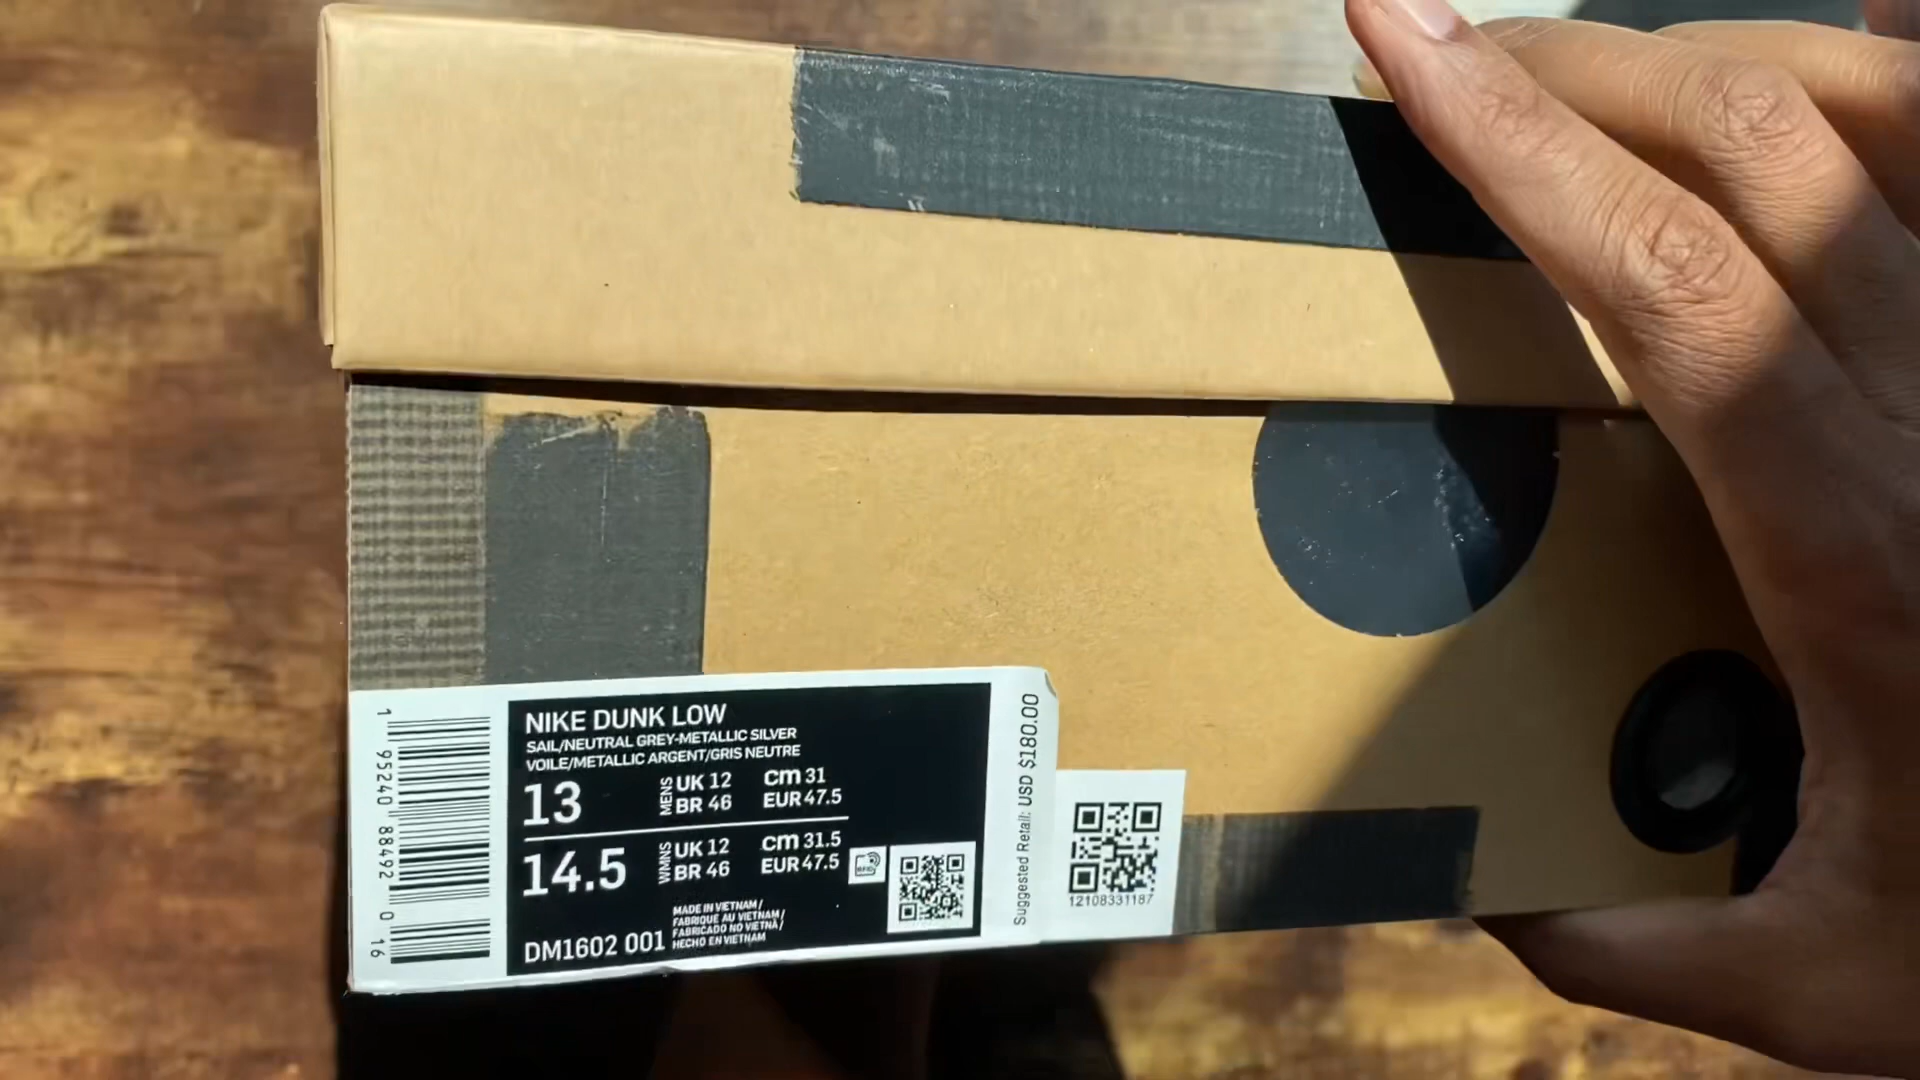 NIKE DUNK LOW
SAIL/NEUTRAL GREY-METALLIC SILVER
VOILE/METALLIC ARGENT/GRIS NEUTRE
13
MENS
UK 12
BR 46
cm 31
EUR 47.5
14.5
WMNS
UK 12
BR 46
cm 31.5
EUR 47.5
RFID
MADE IN VIETNAM/
FABRIQUÉ AU VIETNAM/
FABRICADO NO VIETNÃ/
HECHO EN VIETNAM
DM1602 001
1 95240 88492 0 16
Suggested Retail: USD $180.00
12108331187